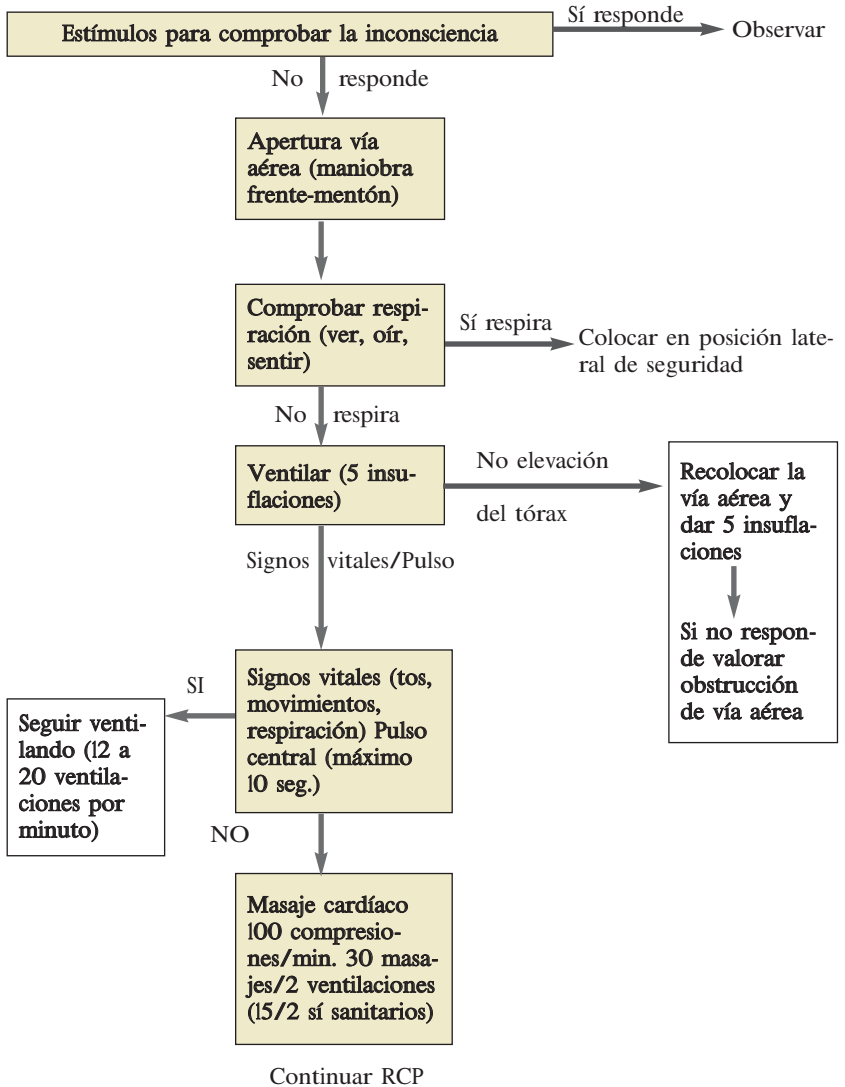 Estímulos para comprobar la inconsciencia
Sí responde
Observar
No responde
Apertura vía
aérea (maniobra
frente-mentón)
Comprobar respi-
ración (ver, oír,
sentir)
Sí respira
Colocar en posición late-
ral de seguridad
No respira
Ventilar (5 insu-
flaciones)
No elevación
del tórax
Recolocar la
vía aérea y
dar 5 insufla-
ciones
Si no respon-
de valorar
obstrucción
de vía aérea
Signos vitales/Pulso
Signos vitales (tos,
movimientos,
respiración) Pulso
central (máximo
10 seg.)
SI
Seguir venti-
lando (12 a
20 ventila-
ciones por
minuto)
NO
Masaje cardíaco
100 compresio-
nes/min. 30 masa-
jes/2 ventilaciones
(15/2 sí sanitarios)
Continuar RCP